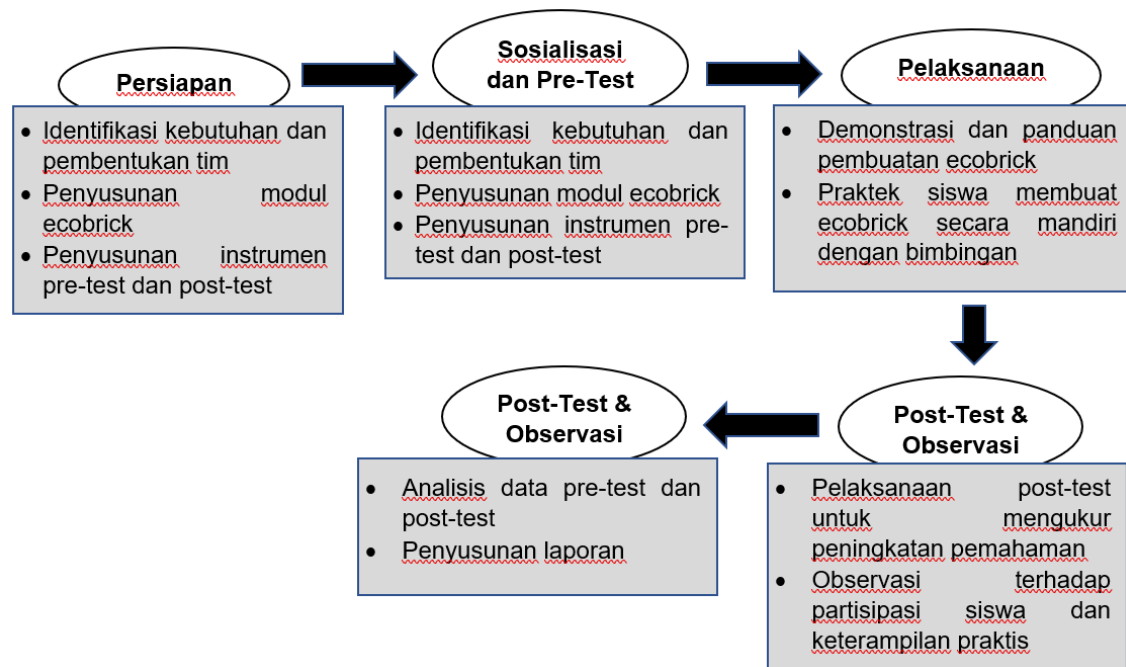 Persiapan
• Identifikasi kebutuhan dan
pembentukan tim
• Penyusunan modul
ecobrick
• Penyusunan instrumen
pre-test dan post-test
Sosialisasi
dan Pre-Test
• Identifikasi kebutuhan dan
pembentukan tim
• Penyusunan modul ecobrick
• Penyusunan instrumen pre-
test dan post-test
Pelaksanaan
• Demonstrasi dan panduan
pembuatan ecobrick
• Praktek siswa membuat
ecobrick secara mandiri
dengan bimbingan
Post-Test &
Observasi
• Pelaksanaan post-test
untuk mengukur
peningkatan pemahaman
• Observasi terhadap
partisipasi siswa dan
keterampilan praktis
Post-Test &
Observasi
• Analisis data pre-test dan
post-test
• Penyusunan laporan